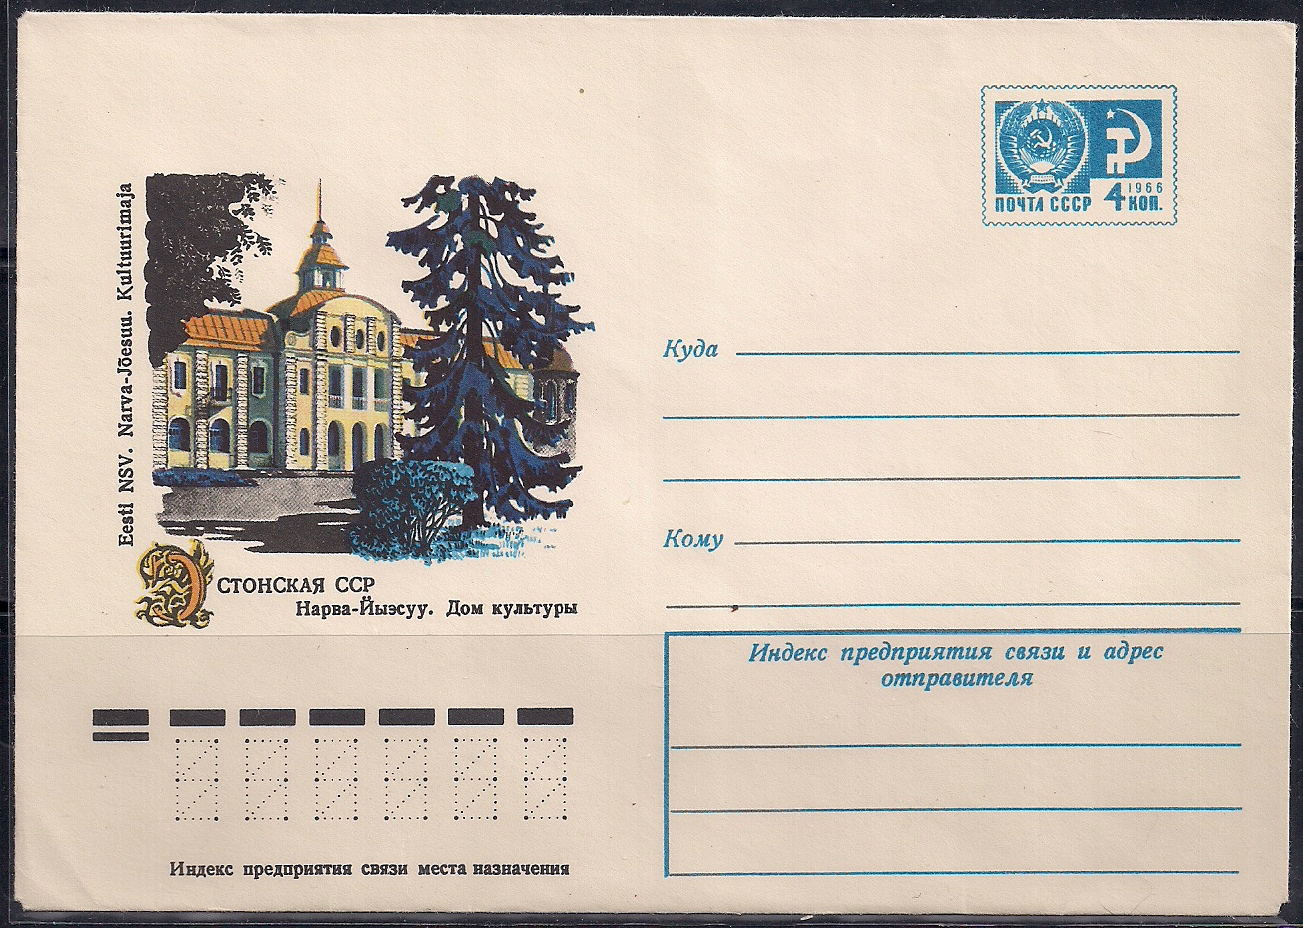 ПОЧТА СССР 4 1966 КОП.
Eesti NSV. Narva-Jõesuu. Kultuurimaja
ЭСТОНСКАЯ ССР
Нарва-Йыэсуу. Дом культуры
Куда
Кому
Индекс предприятия связи и адрес
отправителя
Индекс предприятия связи места назначения